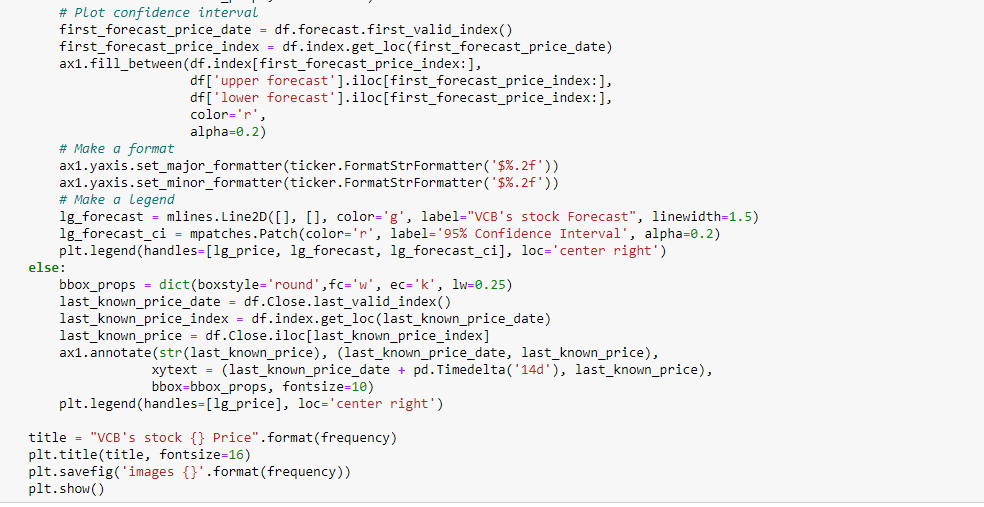 # Plot confidence interval
first_forecast_price_date = df.forecast.first_valid_index()
first_forecast_price_index = df.index.get_loc(first_forecast_price_date)
ax1.fill_between(df.index[first_forecast_price_index:],
df['upper forecast'].iloc[first_forecast_price_index:],
df['lower forecast'].iloc[first_forecast_price_index:],
color='r',
alpha=0.2)
# Make a format
ax1.yaxis.set_major_formatter(ticker.FormatStrFormatter('$%.2f'))
ax1.yaxis.set_minor_formatter(ticker.FormatStrFormatter('$%.2f'))
# Make a Legend
lg_forecast = mlines.Line2D([], [], color='g', label="VCB's stock Forecast", linewidth=1.5)
lg_forecast_ci = mpatches.Patch(color='r', label='95% Confidence Interval', alpha=0.2)
plt.legend(handles=[lg_price, lg_forecast, lg_forecast_ci], loc='center right')
else:
bbox_props = dict(boxstyle='round',fc='w', ec='k', lw=0.25)
last_known_price_date = df.Close.last_valid_index()
last_known_price_index = df.index.get_loc(last_known_price_date)
last_known_price = df.Close.iloc[last_known_price_index]
ax1.annotate(str(last_known_price), (last_known_price_date, last_known_price),
xytext = (last_known_price_date + pd.Timedelta('14d'), last_known_price),
bbox=bbox_props, fontsize=10)
plt.legend(handles=[lg_price], loc='center right')
title = "VCB's stock {} Price".format(frequency)
plt.title(title, fontsize=16)
plt.savefig('images {}'.format(frequency))
plt.show()